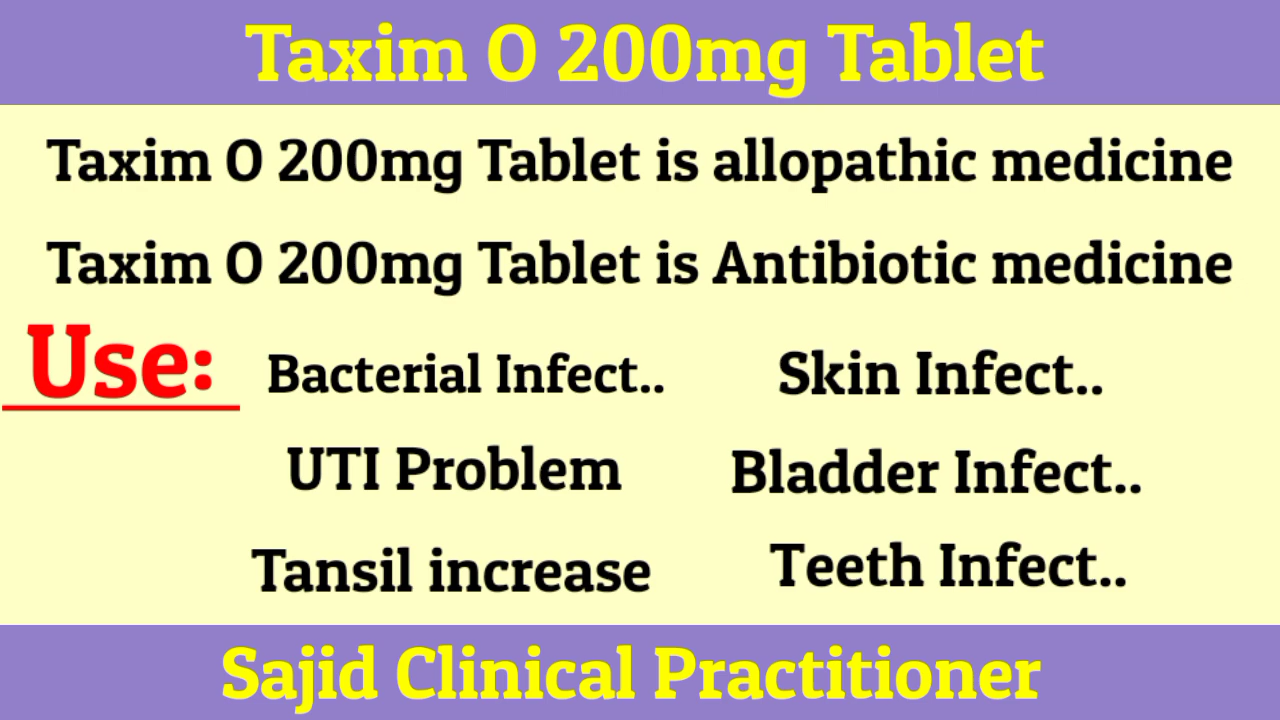 Taxim O 200mg Tablet
Taxim O 200mg Tablet is allopathic medicine
Taxim O 200mg Tablet is Antibiotic medicine
Use: Bacterial Infect.. Skin Infect..
UTI Problem Bladder Infect..
Tansil increase Teeth Infect..
Sajid Clinical Practitioner